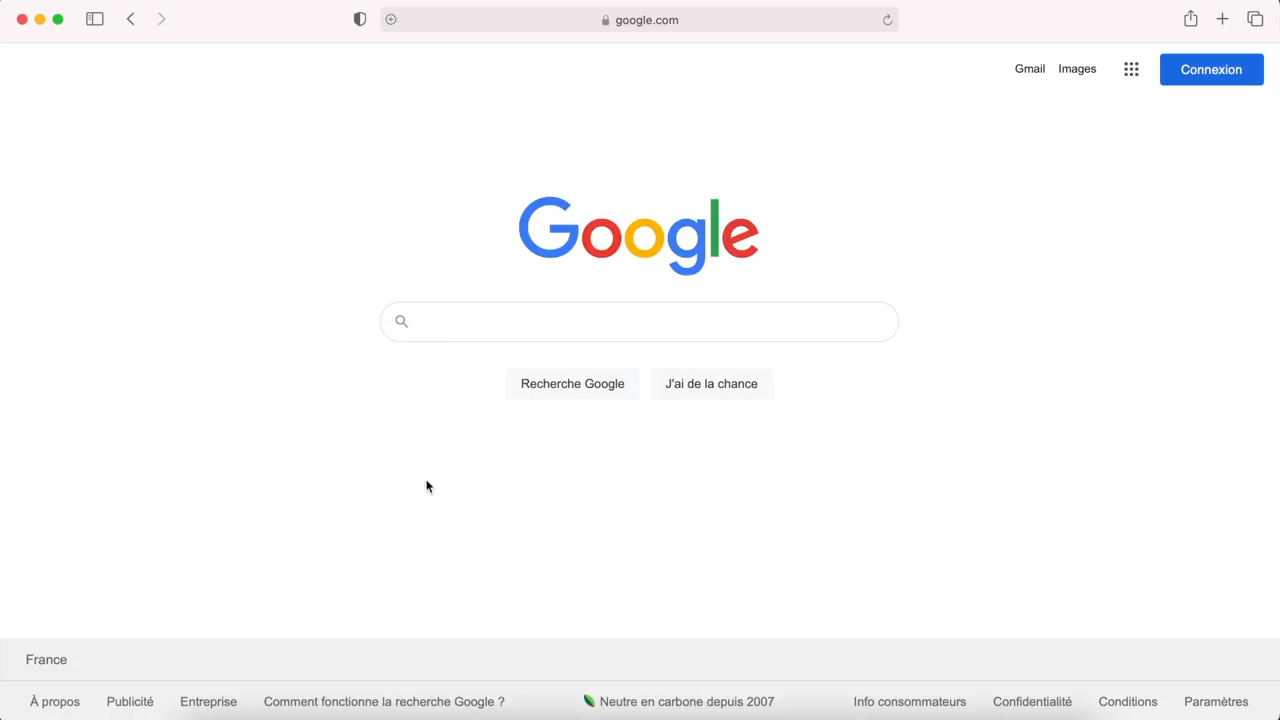 google.com
Gmail Images Connexion
Google
Recherche Google J'ai de la chance
France
À propos Publicité Entreprise Comment fonctionne la recherche Google ? Neutre en carbone depuis 2007 Info consommateurs Confidentialité Conditions Paramètres